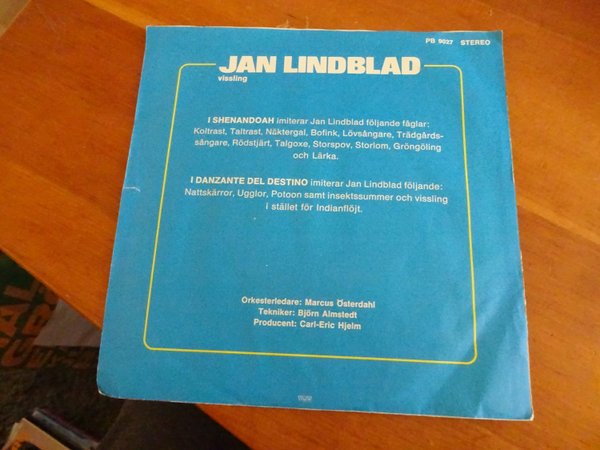 PB 9027 STEREO
JAN LINDBLAD
vissling
I SHENANDOAH imiterar Jan Lindblad följande fåglar:
Koltrast, Taltrast, Näktergal, Bofink, Lövsångare, Trädgårds-
sångare, Rödstjärt, Talgoxe, Storspov, Storlom, Gröngöling
och Lärka.
I DANZANTE DEL DESTINO imiterar Jan Lindblad följande:
Nattskärror, Ugglor, Potoon samt insektssummer och vissling
i stället för Indianflöjt.
Orkesterledare: Marcus Österdahl
Tekniker: Björn Almstedt
Producent: Carl-Eric Hjelm